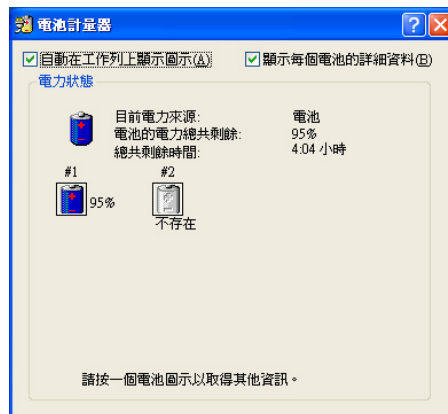 電池計量器
自動在工作列上顯示圖示(A) 顯示每個電池的詳細資料(B)
電力狀態
目前電力來源: 電池
電池的電力總共剩餘: 95%
總共剩餘時間: 4:04 小時
#1 #2
95%
不存在
請按一個電池圖示以取得其他資訊。